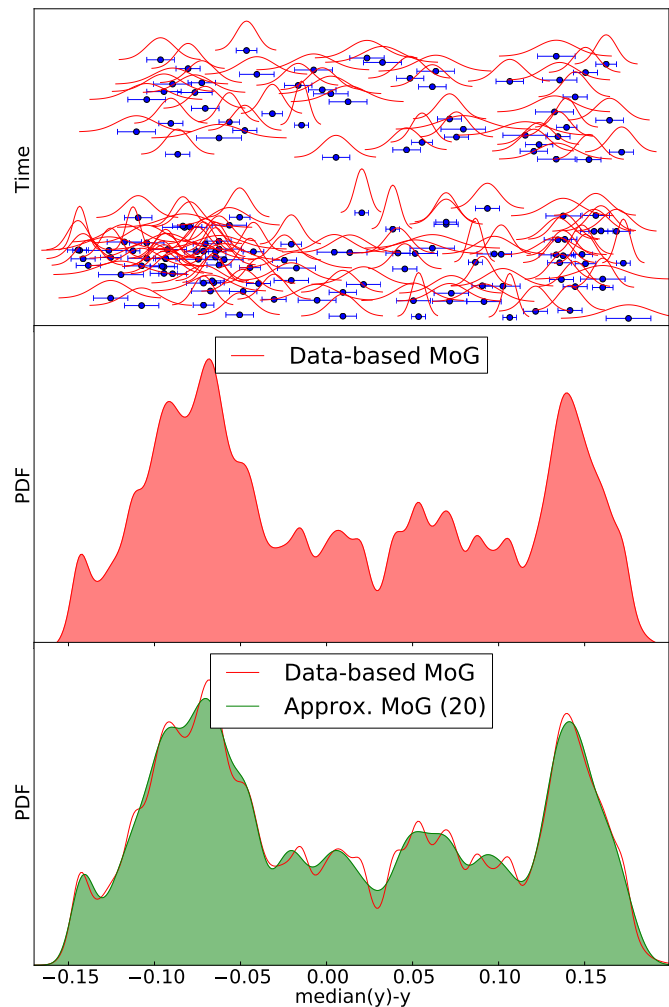 Time
Data-based MoG
PDF
Data-based MoG
Approx. MoG (20)
PDF
−0.15 −0.10 −0.05 0.00 0.05 0.10 0.15
median(y)-y